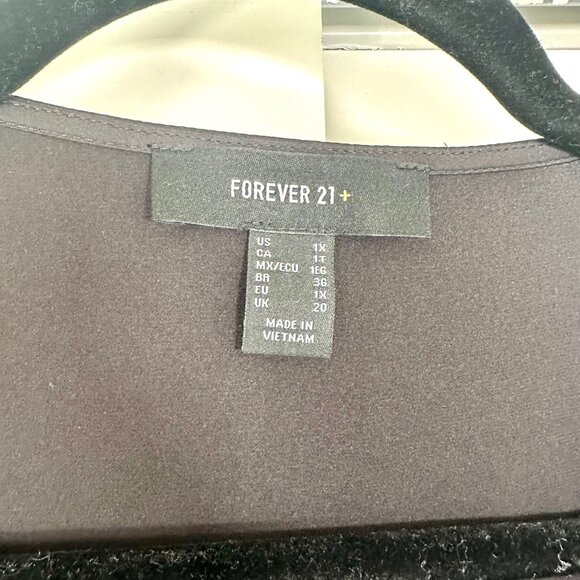 FOREVER 21+
US 1X
CA 1T
MX/ECU 1EG
BR 3G
EU 1X
UK 20
MADE IN
VIETNAM